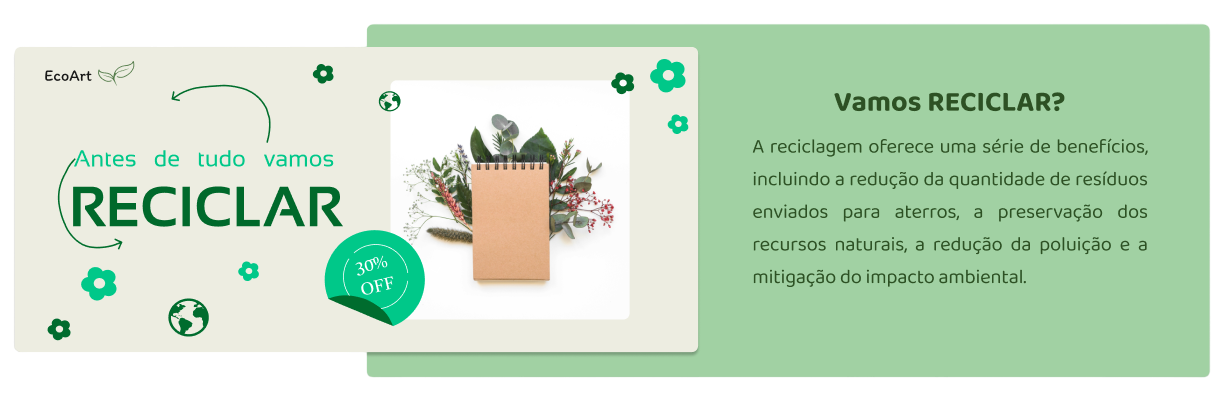 EcoArt
Antes de tudo vamos
RECICLAR
30%
OFF
Vamos RECICLAR?
A reciclagem oferece uma série de benefícios,
incluindo a redução da quantidade de resíduos
enviados para aterros, a preservação dos
recursos naturais, a redução da poluição e a
mitigação do impacto ambiental.